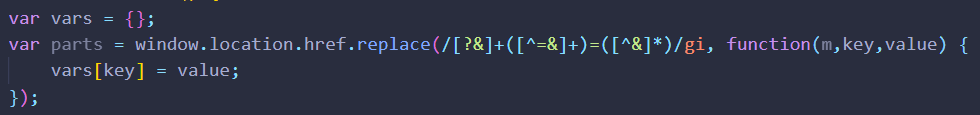 var vars = {};
var parts = window.location.href.replace(/[?&]+([^=&]+)=([^&]*)/gi, function(m,key,value) {
    vars[key] = value;
});